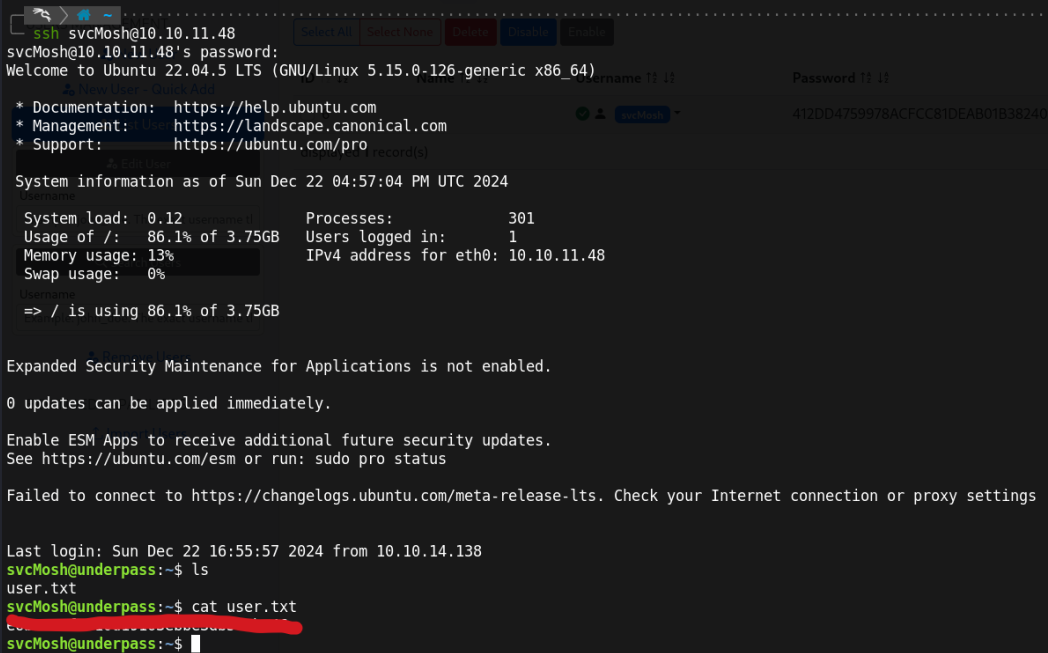 ~
ssh svcMosh@10.10.11.48
svcMosh@10.10.11.48's password:
Welcome to Ubuntu 22.04.5 LTS (GNU/Linux 5.15.0-126-generic x86_64)
* Documentation:  https://help.ubuntu.com
* Management:     https://landscape.canonical.com
* Support:        https://ubuntu.com/pro
System information as of Sun Dec 22 04:57:04 PM UTC 2024
System load:  0.12               Processes:             301
Usage of /:   86.1% of 3.75GB   Users logged in:       1
Memory usage: 13%               IPv4 address for eth0: 10.10.11.48
Swap usage:   0%
=> / is using 86.1% of 3.75GB
Expanded Security Maintenance for Applications is not enabled.
0 updates can be applied immediately.
Enable ESM Apps to receive additional future security updates.
See https://ubuntu.com/esm or run: sudo pro status
Failed to connect to https://changelogs.ubuntu.com/meta-release-lts. Check your Internet connection or proxy settings
Last login: Sun Dec 22 16:55:57 2024 from 10.10.14.138
svcMosh@underpass:~$ ls
user.txt
svcMosh@underpass:~$ cat user.txt
svcMosh@underpass:~$
Select All Select None Delete Disable Enable
Username
Password
New User - Quick Add
svcMosh
412DD4759978ACFCC81DEAB01B38240
displayed 1 record(s)
Edit User
Username
Username